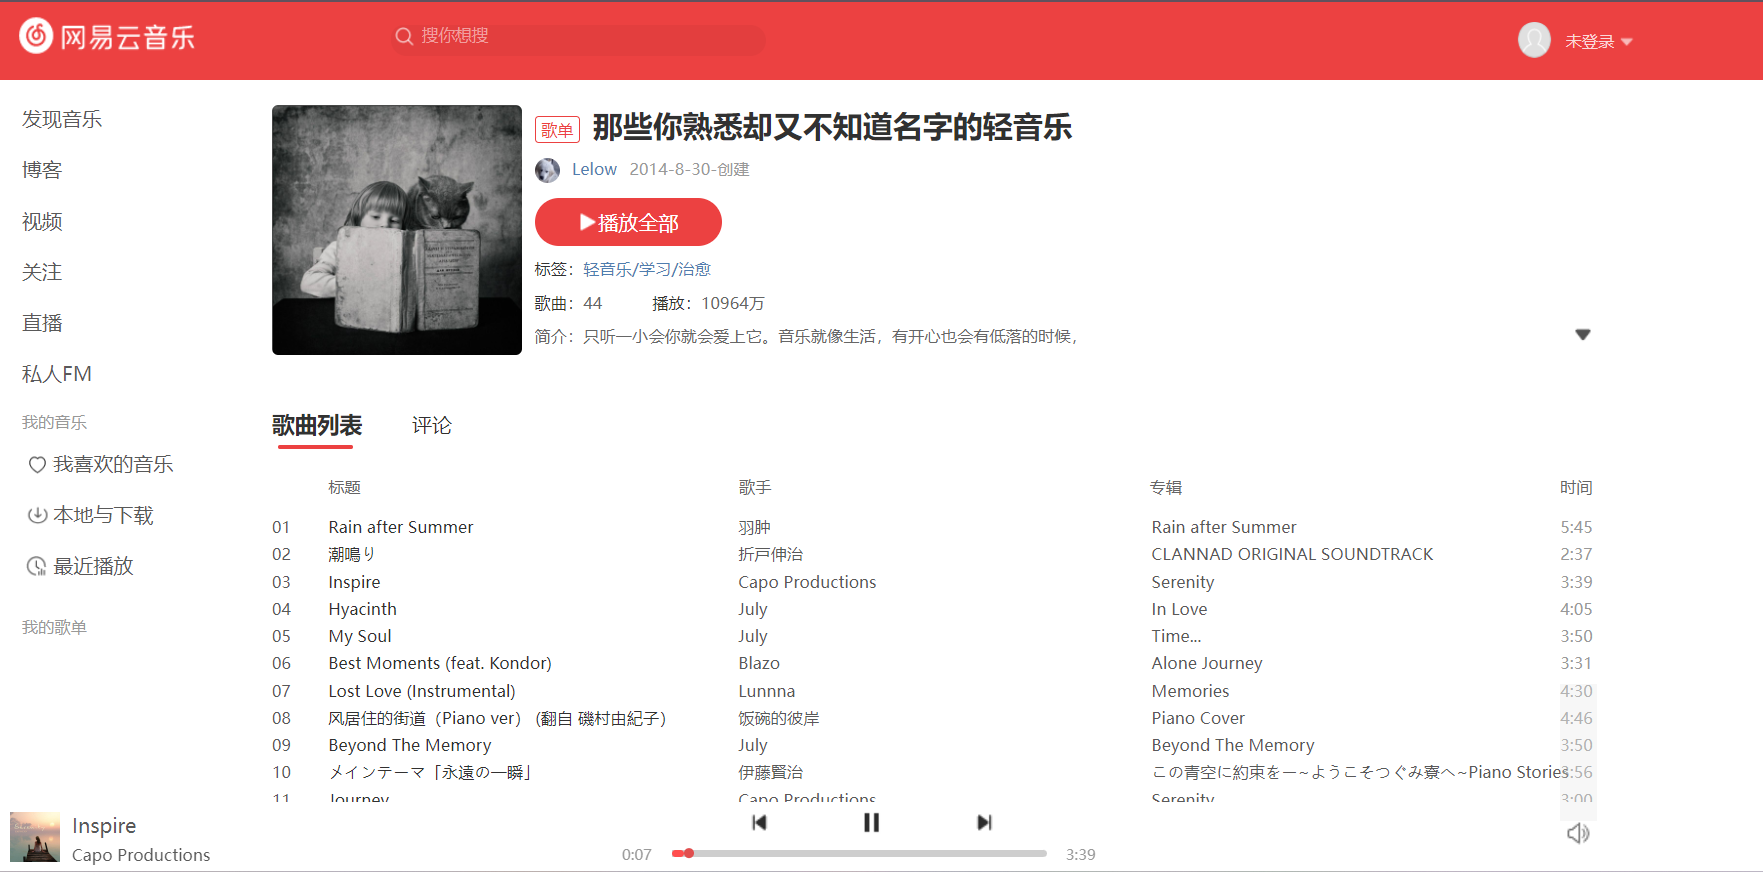 网易云音乐
搜你想搜
未登录
发现音乐
博客
视频
关注
直播
私人FM
我的音乐
我喜欢的音乐
本地与下载
最近播放
我的歌单
歌单 那些你熟悉却又不知道名字的轻音乐
Lelow 2014-8-30-创建
播放全部
标签：轻音乐/学习/治愈
歌曲：44 播放：10964万
简介：只听一小会你就会爱上它。音乐就像生活，有开心也会有低落的时候，
歌曲列表 评论
标题 歌手 专辑 时间
01 Rain after Summer 羽肿 Rain after Summer 5:45
02 潮鳴り 折戸伸治 CLANNAD ORIGINAL SOUNDTRACK 2:37
03 Inspire Capo Productions Serenity 3:39
04 Hyacinth July In Love 4:05
05 My Soul July Time... 3:50
06 Best Moments (feat. Kondor) Blazo Alone Journey 3:31
07 Lost Love (Instrumental) Lunnna Memories 4:30
08 风居住的街道（Piano ver）（翻自 磯村由紀子） 饭碗的彼岸 Piano Cover 4:46
09 Beyond The Memory July Beyond The Memory 3:50
10 メインテーマ「永遠の一瞬」 伊藤賢治 この青空に約束をー~ようこそつぐみ寮へ~Piano Stories 3:56
11 Journey Capo Productions Serenity 3:00
Inspire
Capo Productions
0:07 3:39